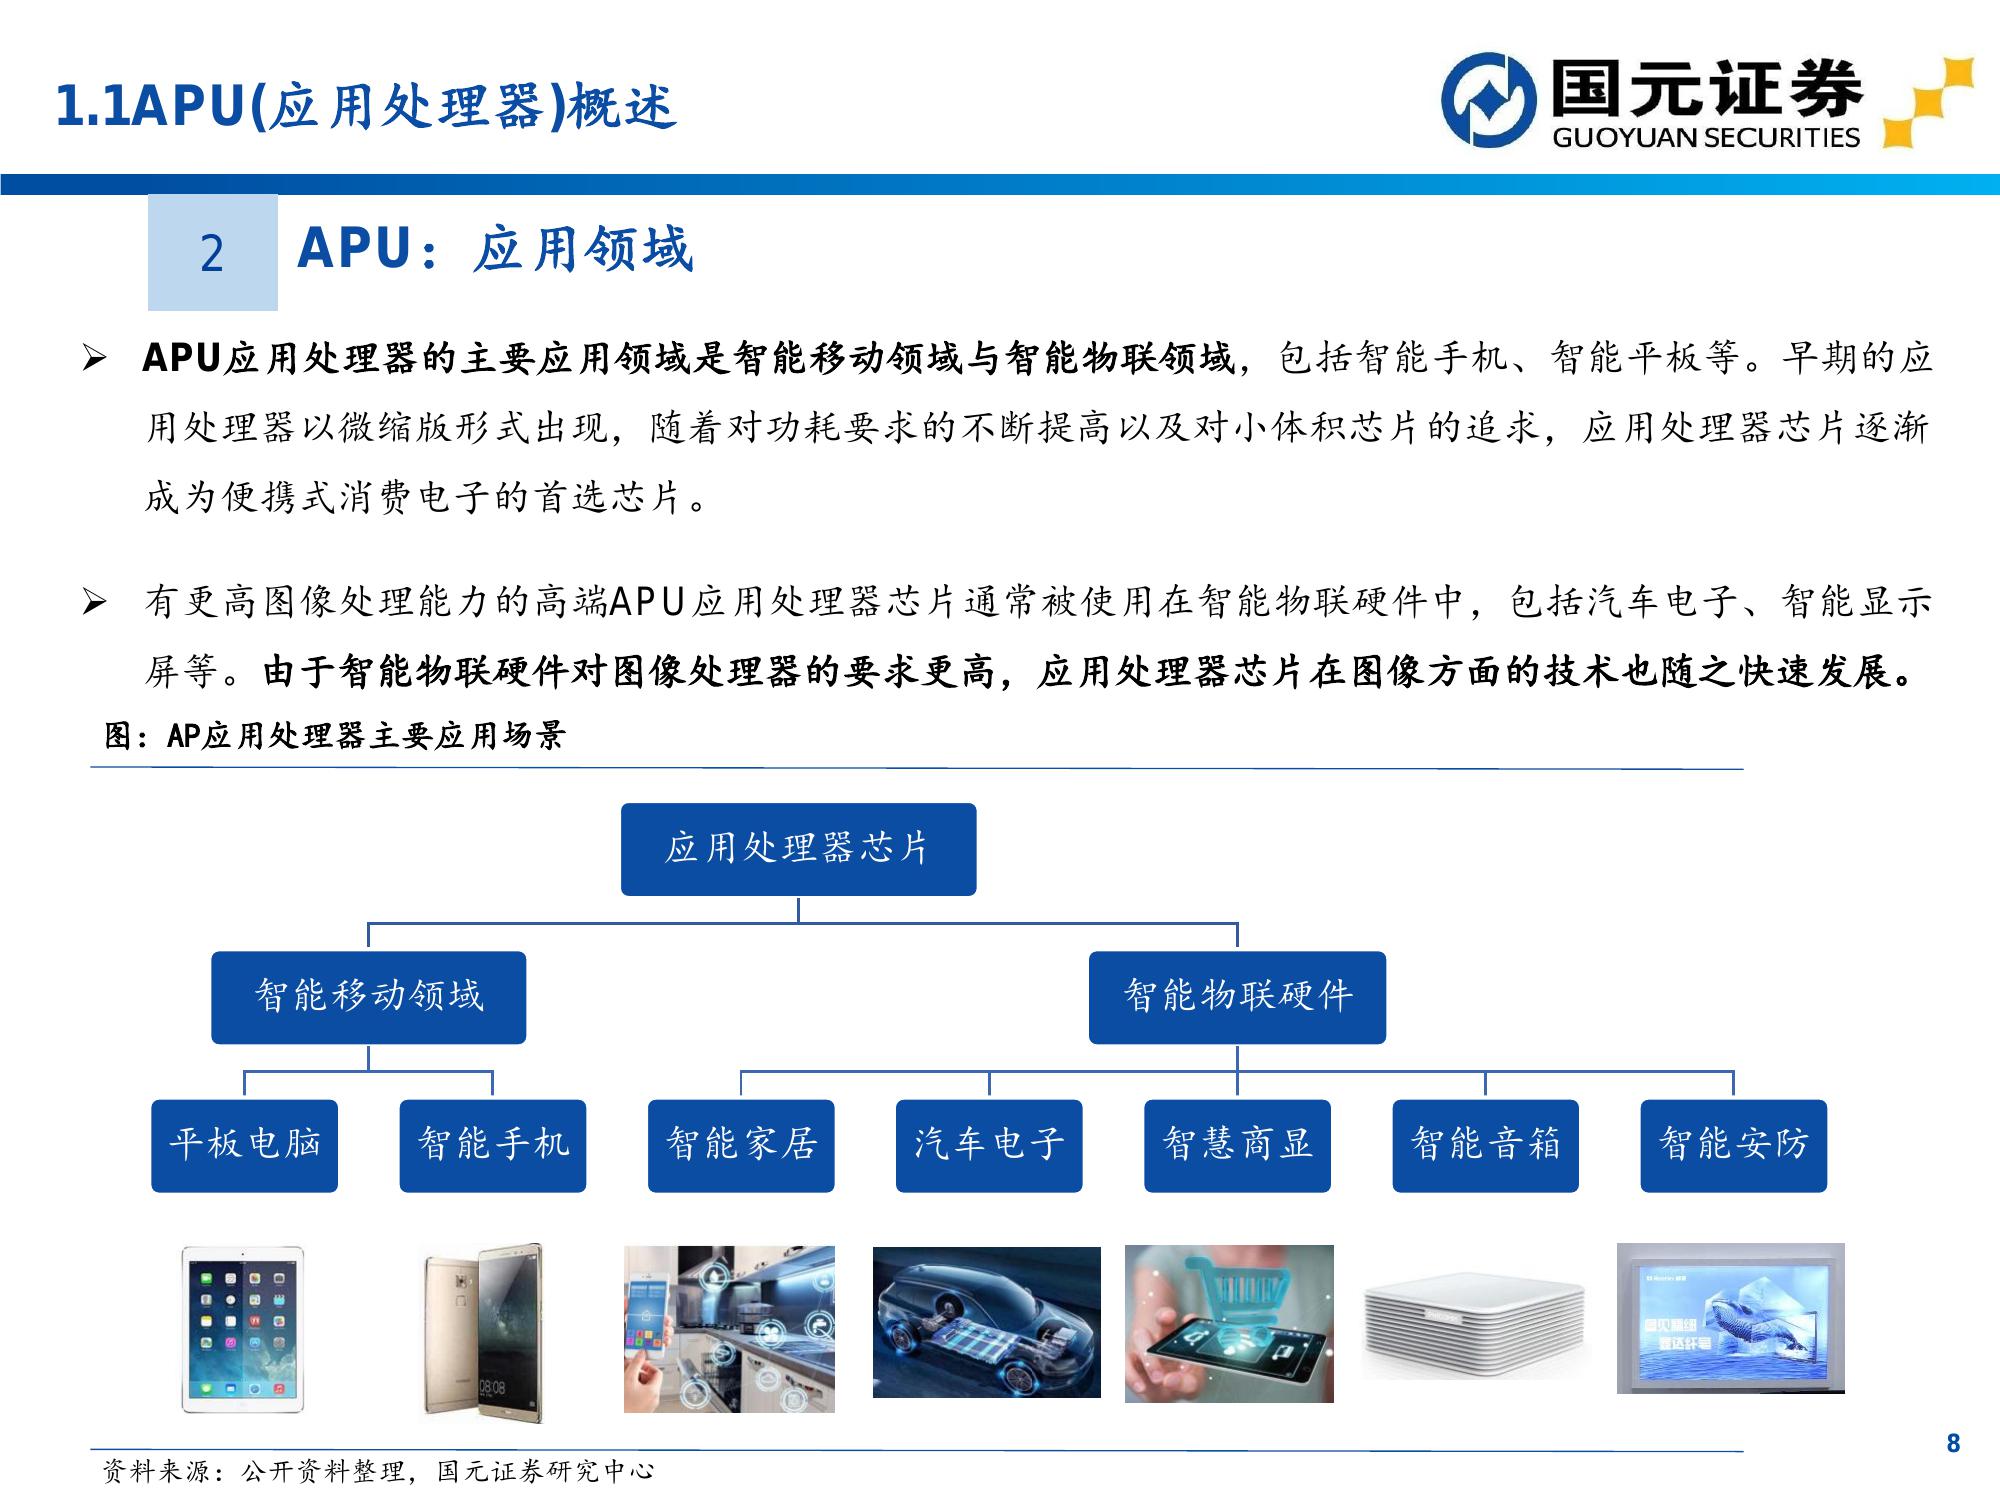 1.1APU(应用处理器)概述
国元证券
GUOYUAN SECURITIES
2
APU：应用领域
➢ APU应用处理器的主要应用领域是智能移动领域与智能物联领域，包括智能手机、智能平板等。早期的应
用处理器以微缩版形式出现，随着对功耗要求的不断提高以及对小体积芯片的追求，应用处理器芯片逐渐
成为便携式消费电子的首选芯片。
➢ 有更高图像处理能力的高端APU应用处理器芯片通常被使用在智能物联硬件中，包括汽车电子、智能显示
屏等。由于智能物联硬件对图像处理器的要求更高，应用处理器芯片在图像方面的技术也随之快速发展。
图：AP应用处理器主要应用场景
应用处理器芯片
智能移动领域
智能物联硬件
平板电脑
智能手机
智能家居
汽车电子
智慧商显
智能音箱
智能安防
08:08
8
资料来源：公开资料整理，国元证券研究中心